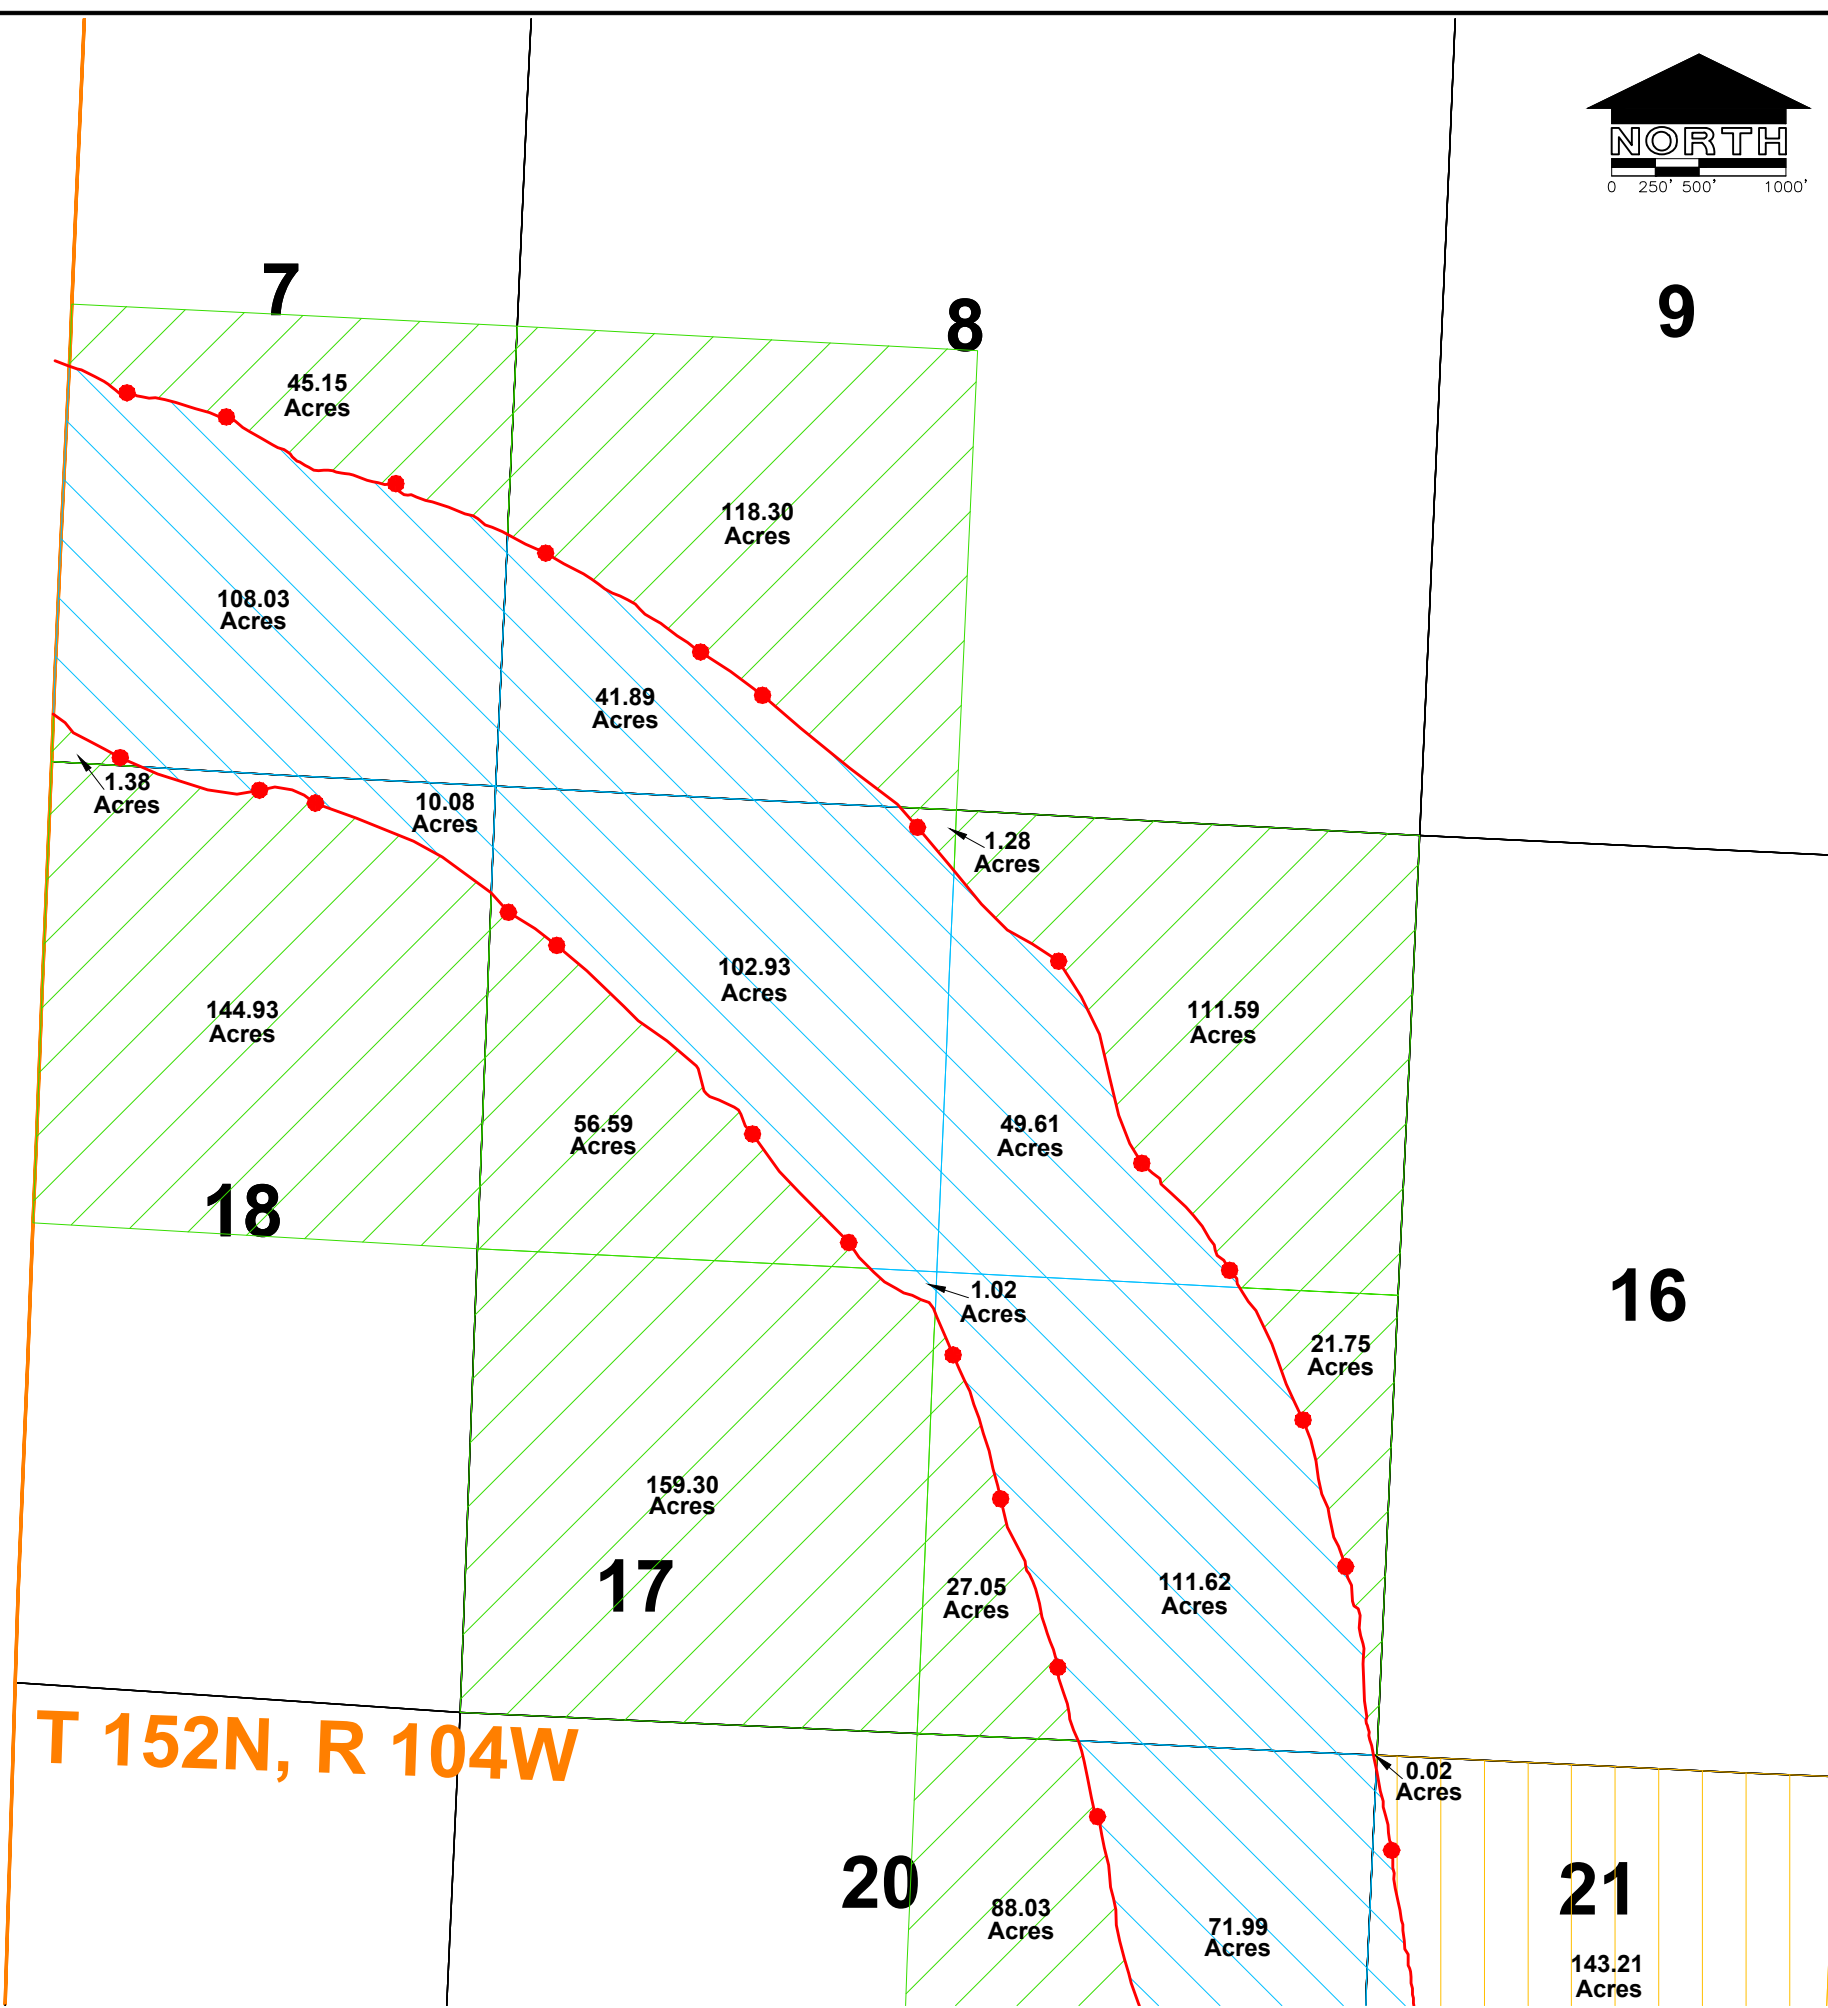 NORTH
0 250' 500' 1000'
7
8
9
45.15
Acres
118.30
Acres
108.03
Acres
41.89
Acres
1.38
Acres
10.08
Acres
1.28
Acres
102.93
Acres
144.93
Acres
111.59
Acres
56.59
Acres
49.61
Acres
18
16
1.02
Acres
21.75
Acres
159.30
Acres
17
27.05
Acres
111.62
Acres
T 152N, R 104W
0.02
Acres
20
21
88.03
Acres
71.99
Acres
143.21
Acres